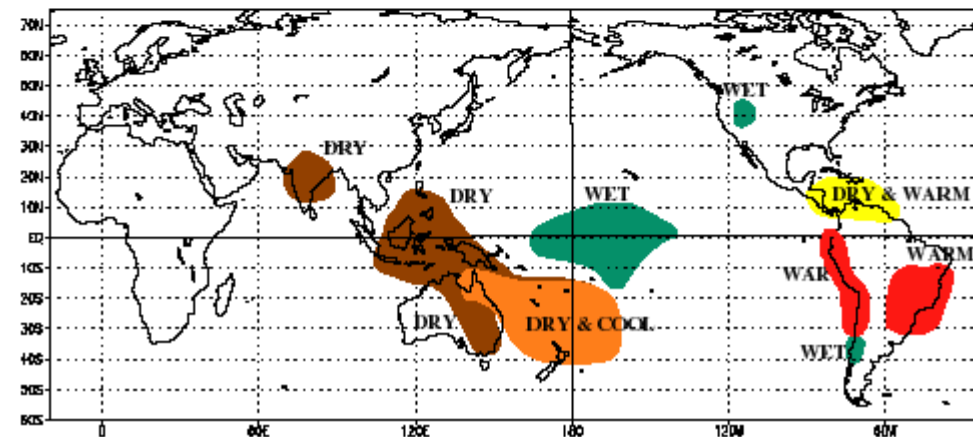 70N
60N
50N
WET
40N
30N
DRY
20N
DRY
WET
DRY & WARM
10N
EQ
WARM
10S
WAR
20S
DRY
DRY & COOL
30S
WET
40S
50S
60S
0
60E
120E
180
120W
60W